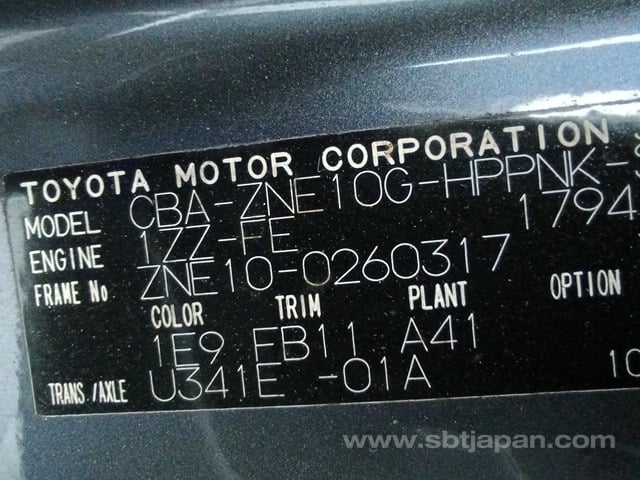 TOYOTA MOTOR CORPORATION
MODEL CBA-ZNE10G-HPPNK-
ENGINE 1ZZ-FE 1794
FRAME No ZNE10-0260317
COLOR TRIM PLANT OPTION
1E9 FB11 A41
TRANS./AXLE U341E -01A 10
www.sbtjapan.com